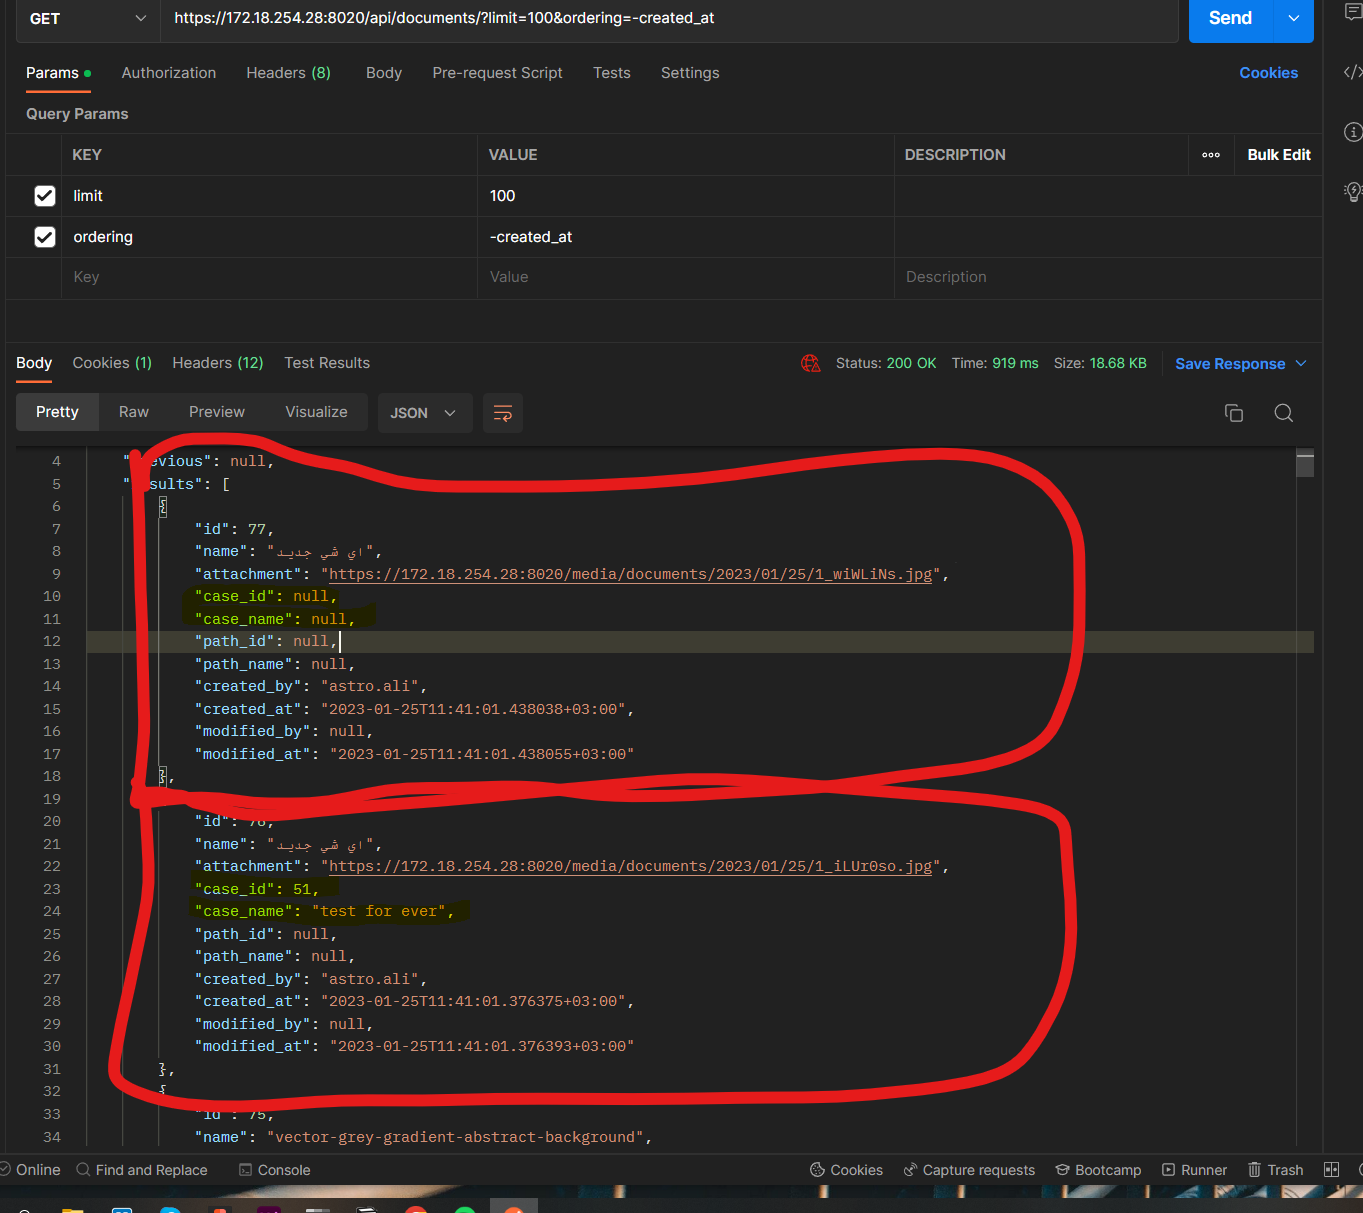 GET
https://172.18.254.28:8020/api/documents/?limit=100&ordering=-created_at
Send
Params
Authorization
Headers (8)
Body
Pre-request Script
Tests
Settings
Cookies
Query Params
KEY
VALUE
DESCRIPTION
Bulk Edit
limit
100
ordering
-created_at
Key
Value
Description
Body
Cookies (1)
Headers (12)
Test Results
Status: 200 OK
Time: 919 ms
Size: 18.68 KB
Save Response
Pretty
Raw
Preview
Visualize
JSON
4 "evious": null,
5 "sults": [
6 {
7 "id": 77,
8 "name": "اي شي جديد",
9 "attachment": "https://172.18.254.28:8020/media/documents/2023/01/25/1_wiWLiNs.jpg",
10 "case_id": null,
11 "case_name": null,
12 "path_id": null,
13 "path_name": null,
14 "created_by": "astro.ali",
15 "created_at": "2023-01-25T11:41:01.438038+03:00",
16 "modified_by": null,
17 "modified_at": "2023-01-25T11:41:01.438055+03:00"
18 },
19
20 "id": 76,
21 "name": "اي شي جديد",
22 "attachment": "https://172.18.254.28:8020/media/documents/2023/01/25/1_iLUr0so.jpg",
23 "case_id": 51,
24 "case_name": "test for ever",
25 "path_id": null,
26 "path_name": null,
27 "created_by": "astro.ali",
28 "created_at": "2023-01-25T11:41:01.376375+03:00",
29 "modified_by": null,
30 "modified_at": "2023-01-25T11:41:01.376393+03:00"
31 },
32 {
33 "id": 75,
34 "name": "vector-grey-gradient-abstract-background",
Online
Find and Replace
Console
Cookies
Capture requests
Bootcamp
Runner
Trash